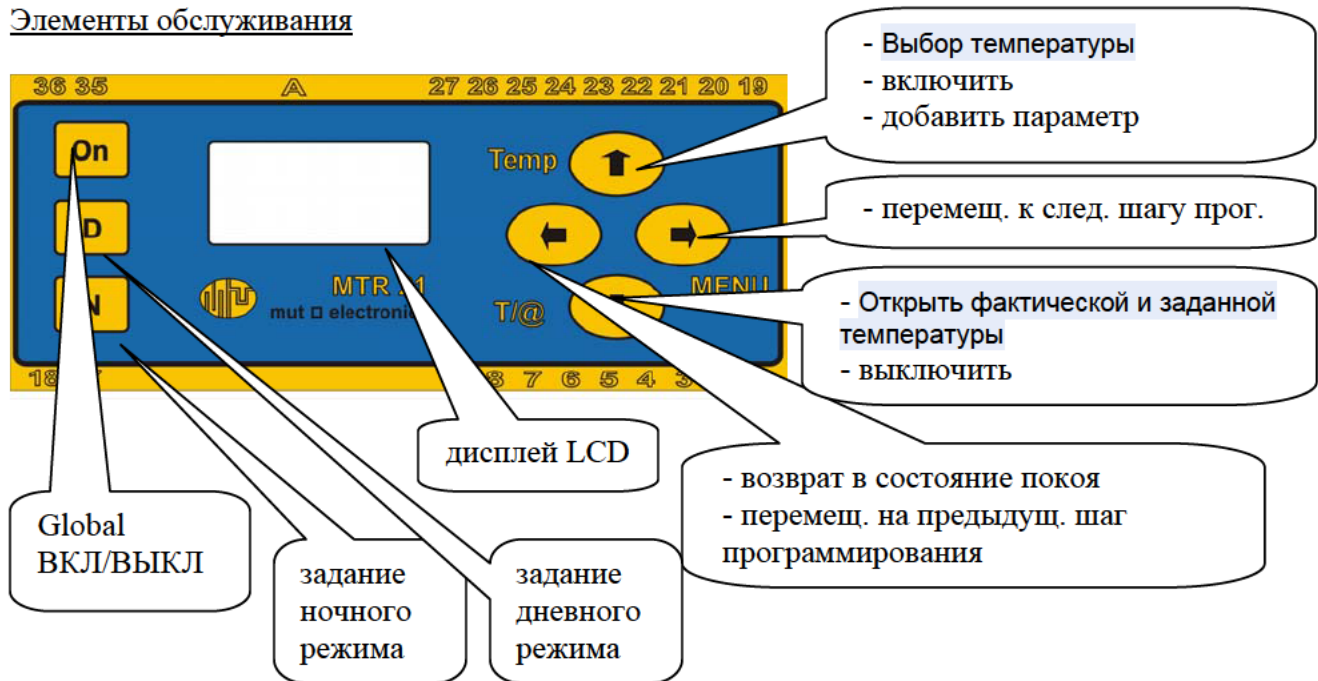 Элементы обслуживания
- Выбор температуры
- включить
- добавить параметр
36 35 A 27 26 25 24 23 22 21 20 19
On
Temp
- перемещ. к след. шагу прог.
D
MENU
- Открыть фактической и заданной
температуры
- выключить
MTR
N
mut electronic
T/@
7 6 5 4
дисплей LCD
- возврат в состояние покоя
- перемещ. на предыдущ. шаг
программирования
Global
ВКЛ/ВЫКЛ
задание
ночного
режима
задание
дневного
режима